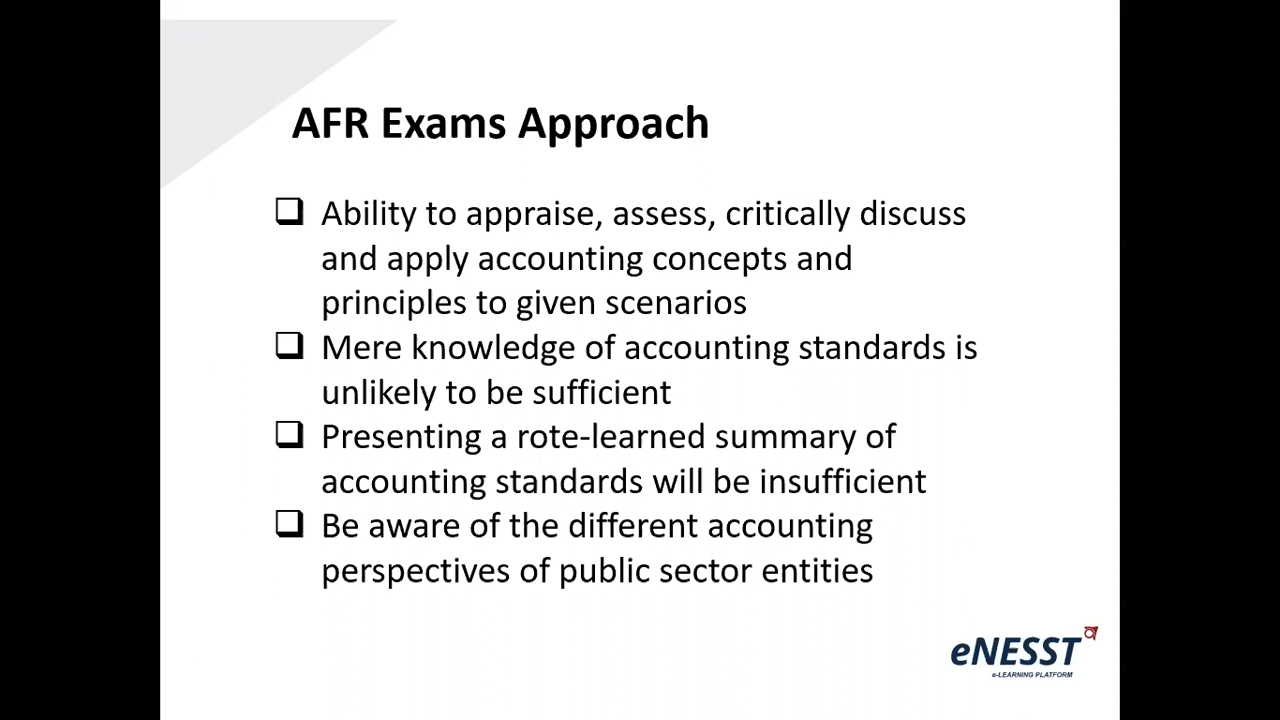 AFR Exams Approach
❑ Ability to appraise, assess, critically discuss
and apply accounting concepts and
principles to given scenarios
❑ Mere knowledge of accounting standards is
unlikely to be sufficient
❑ Presenting a rote-learned summary of
accounting standards will be insufficient
❑ Be aware of the different accounting
perspectives of public sector entities
eNESST
e-LEARNING PLATFORM